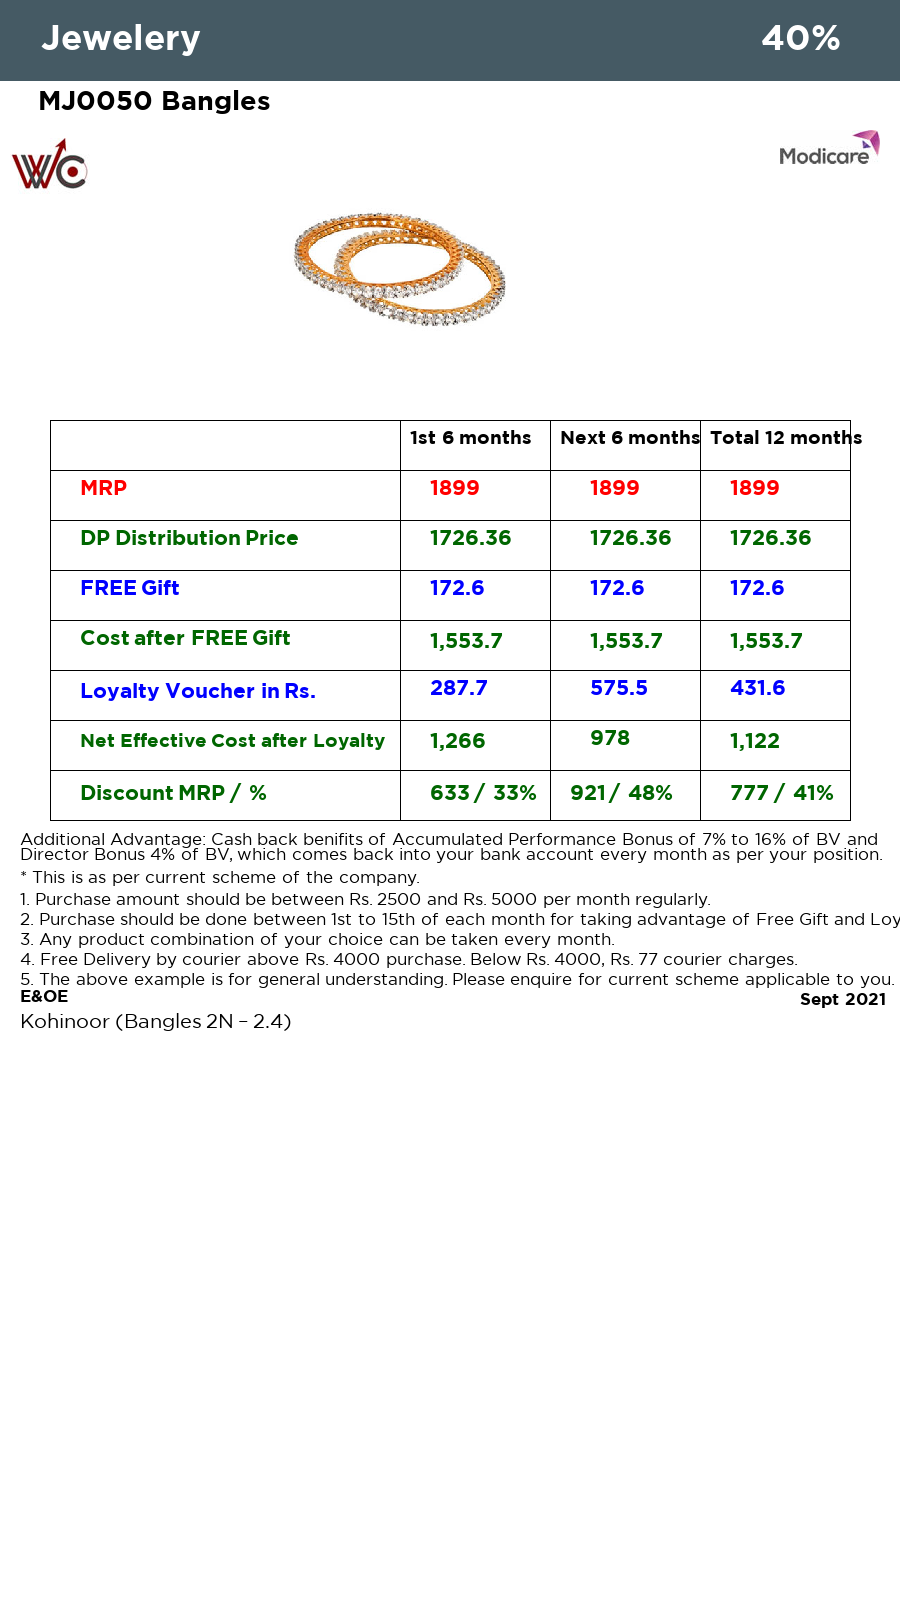 Jewelery 40%
MJ0050 Bangles
WC
Modicare
1st 6 months Next 6 months Total 12 months
MRP 1899 1899 1899
DP Distribution Price 1726.36 1726.36 1726.36
FREE Gift 172.6 172.6 172.6
Cost after FREE Gift 1,553.7 1,553.7 1,553.7
Loyalty Voucher in Rs. 287.7 575.5 431.6
Net Effective Cost after Loyalty 1,266 978 1,122
Discount MRP / % 633 / 33% 921 / 48% 777 / 41%
Additional Advantage: Cash back benifits of Accumulated Performance Bonus of 7% to 16% of BV and
Director Bonus 4% of BV, which comes back into your bank account every month as per your position.
* This is as per current scheme of the company.
1. Purchase amount should be between Rs. 2500 and Rs. 5000 per month regularly.
2. Purchase should be done between 1st to 15th of each month for taking advantage of Free Gift and Loy
3. Any product combination of your choice can be taken every month.
4. Free Delivery by courier above Rs. 4000 purchase. Below Rs. 4000, Rs. 77 courier charges.
5. The above example is for general understanding. Please enquire for current scheme applicable to you.
E&OE
Sept 2021
Kohinoor (Bangles 2N – 2.4)